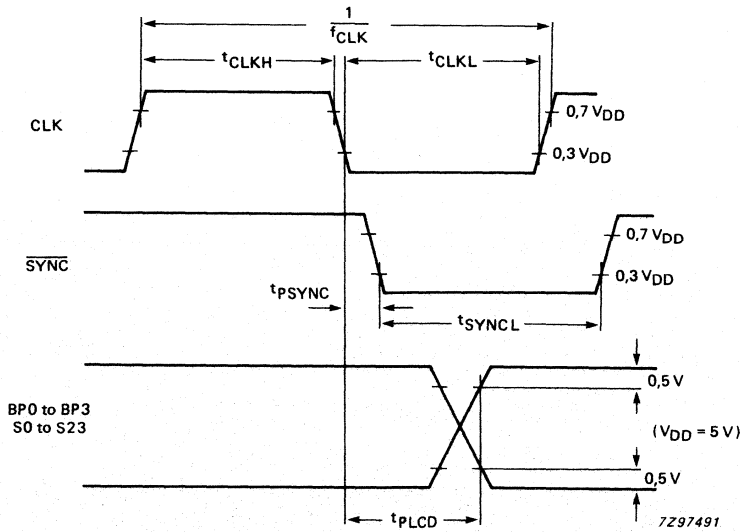 1
fCLK
tCLKH
tCLKL
CLK
0,7 VDD
0,3 VDD
SYNC
0,7 VDD
0,3 VDD
tPSYNC
tSYNCL
BP0 to BP3
S0 to S23
0,5 V
(VDD = 5 V)
0,5 V
tPLCD
7Z97491